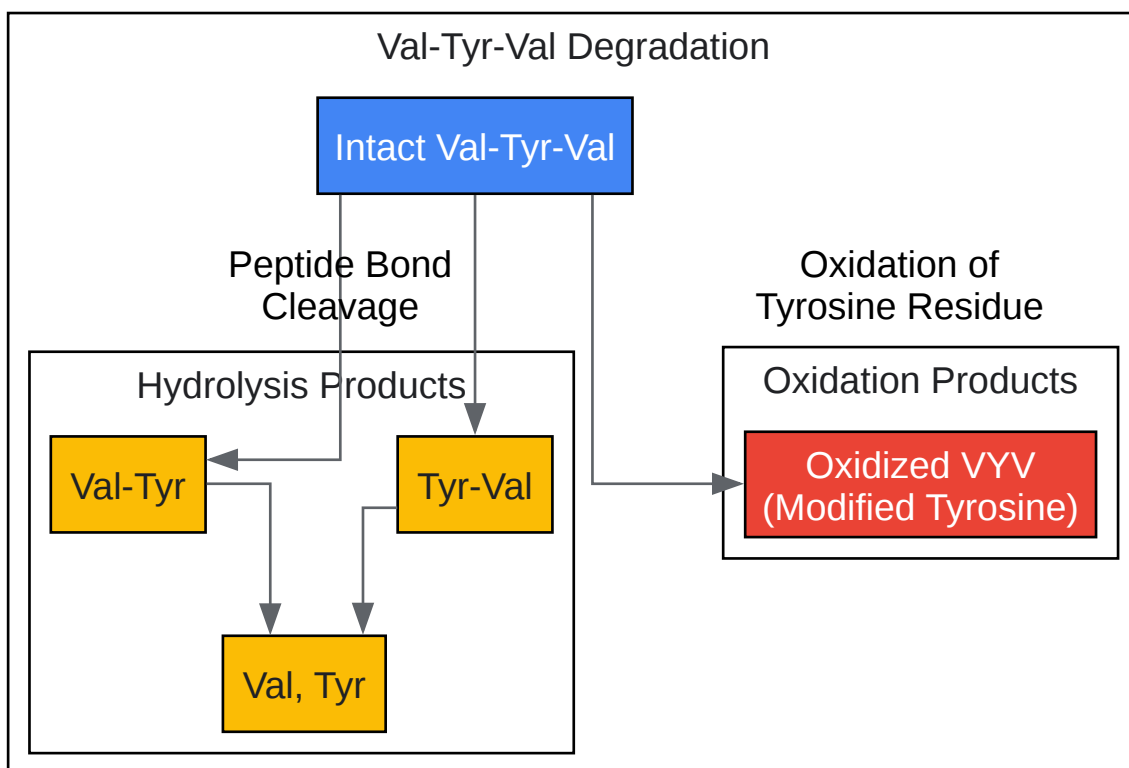 Val-Tyr-Val Degradation
Intact Val-Tyr-Val
Peptide Bond
Cleavage
Oxidation of
Tyrosine Residue
Hydrolysis Products
Oxidation Products
Val-Tyr
Tyr-Val
Oxidized VYV
(Modified Tyrosine)
Val, Tyr